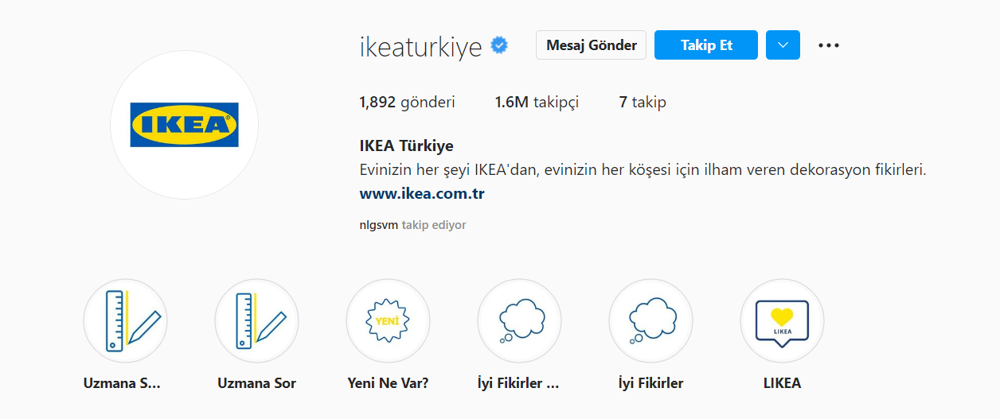 ikeaturkiye Mesaj Gönder Takip Et
1,892 gönderi 1.6M takipçi 7 takip
IKEA®
IKEA Türkiye
Evinizin her şeyi IKEA'dan, evinizin her köşesi için ilham veren dekorasyon fikirleri.
www.ikea.com.tr
nlgsvm takip ediyor
YENİ
LIKEA
Uzmana S... Uzmana Sor Yeni Ne Var? İyi Fikirler ... İyi Fikirler LIKEA